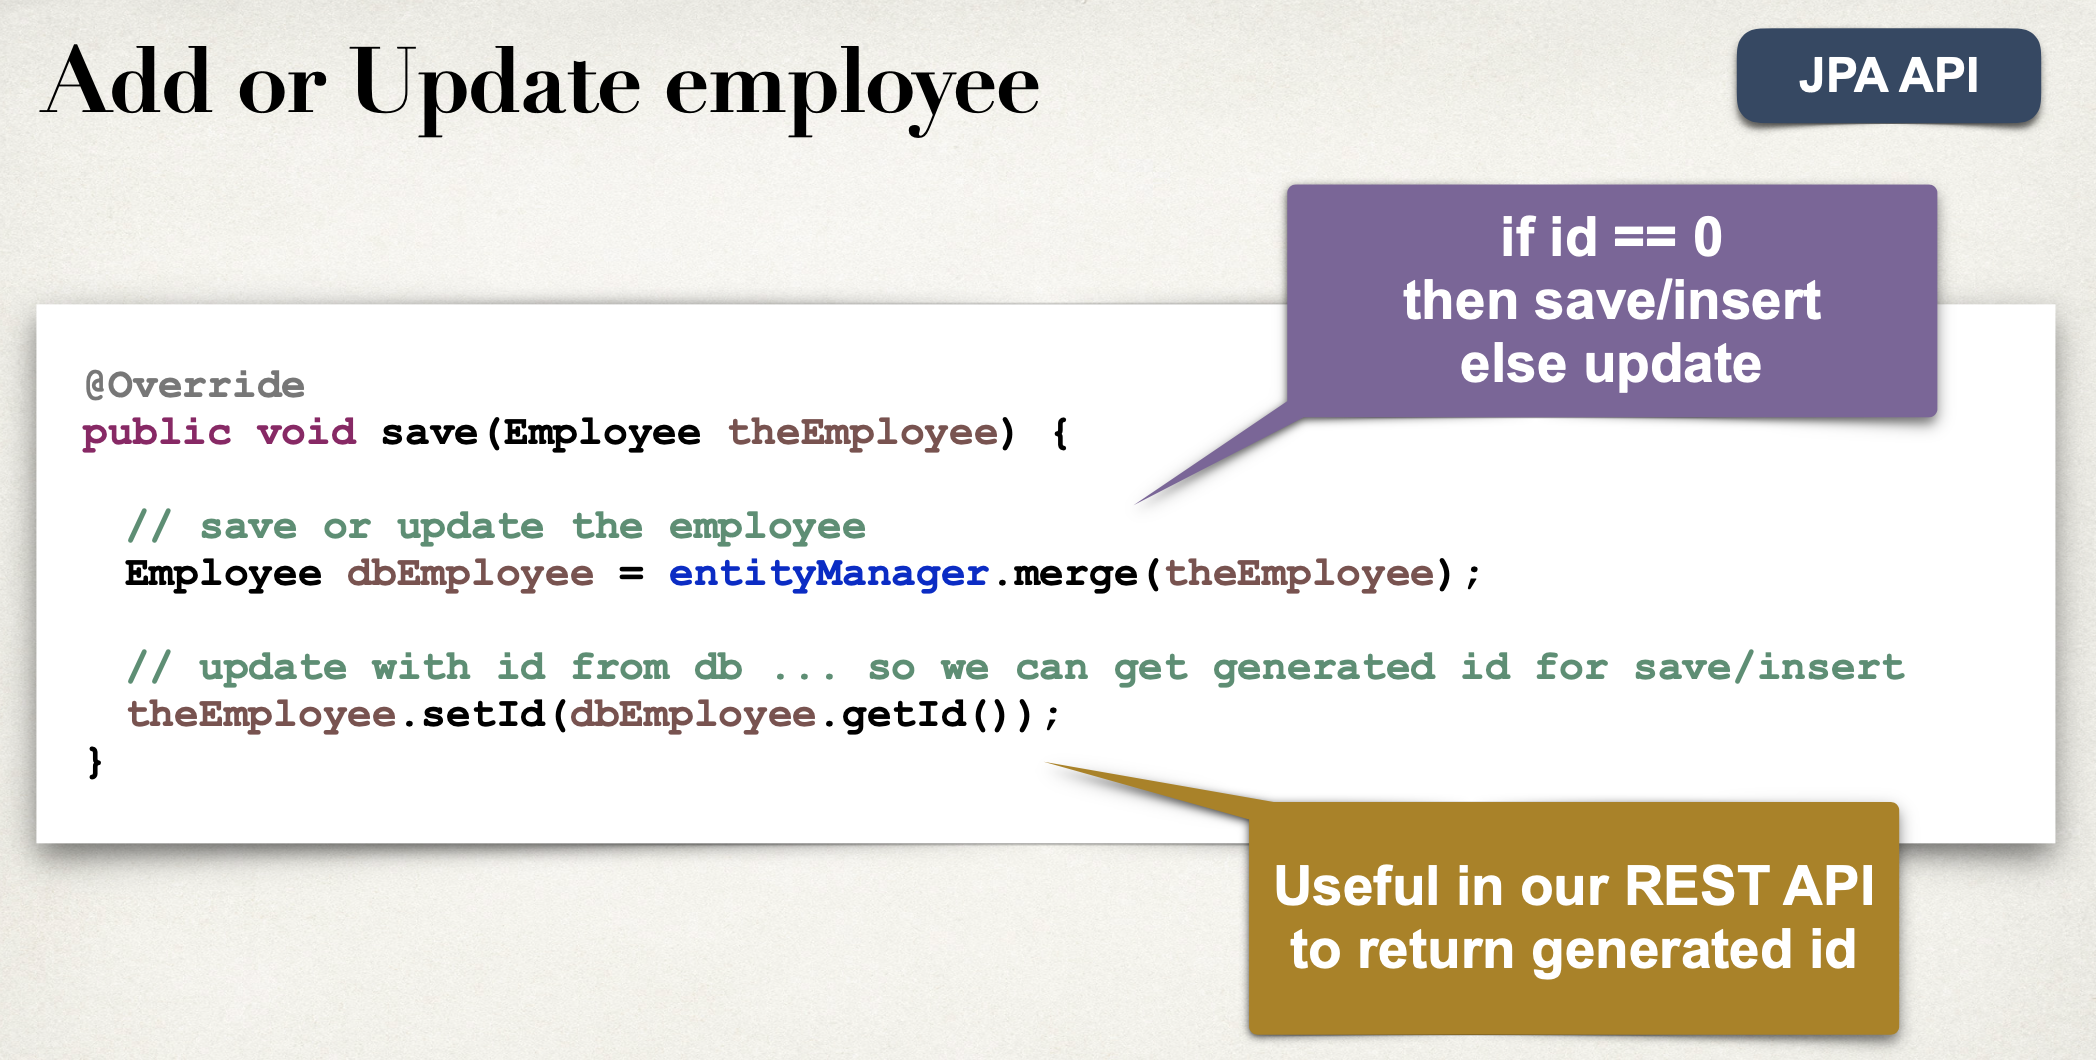 Add or Update employee
JPA API
if id == 0
then save/insert
else update
@Override
public void save(Employee theEmployee) {
// save or update the employee
Employee dbEmployee = entityManager.merge(theEmployee);
// update with id from db ... so we can get generated id for save/insert
theEmployee.setId(dbEmployee.getId());
}
Useful in our REST API
to return generated id